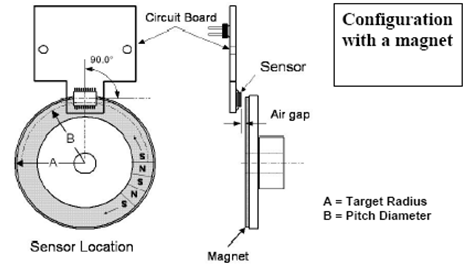 Circuit Board
Configuration
with a magnet
90.0°
Sensor
Air gap
B
A
S
N
S
N
S
A = Target Radius
B = Pitch Diameter
Sensor Location
Magnet